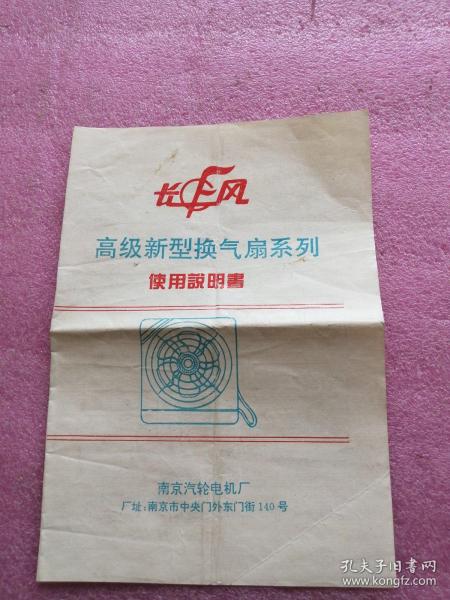 长风
高级新型换气扇系列
使用説明書
南京汽轮电机厂
厂址:南京市中央门外东门街140号
孔夫子旧书网
www.kongfz.com